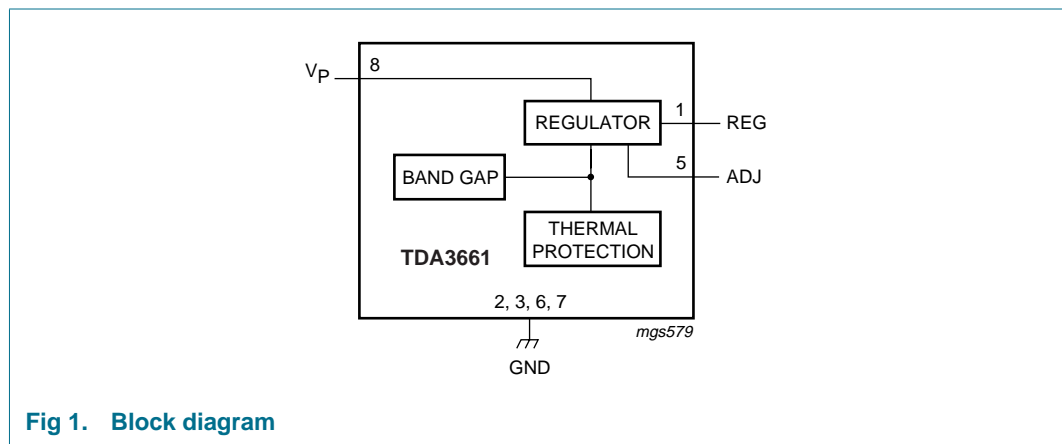 V_P
8
REGULATOR
1
REG
BAND GAP
5
ADJ
THERMAL
PROTECTION
TDA3661
2, 3, 6, 7
mgs579
GND
Fig 1. Block diagram